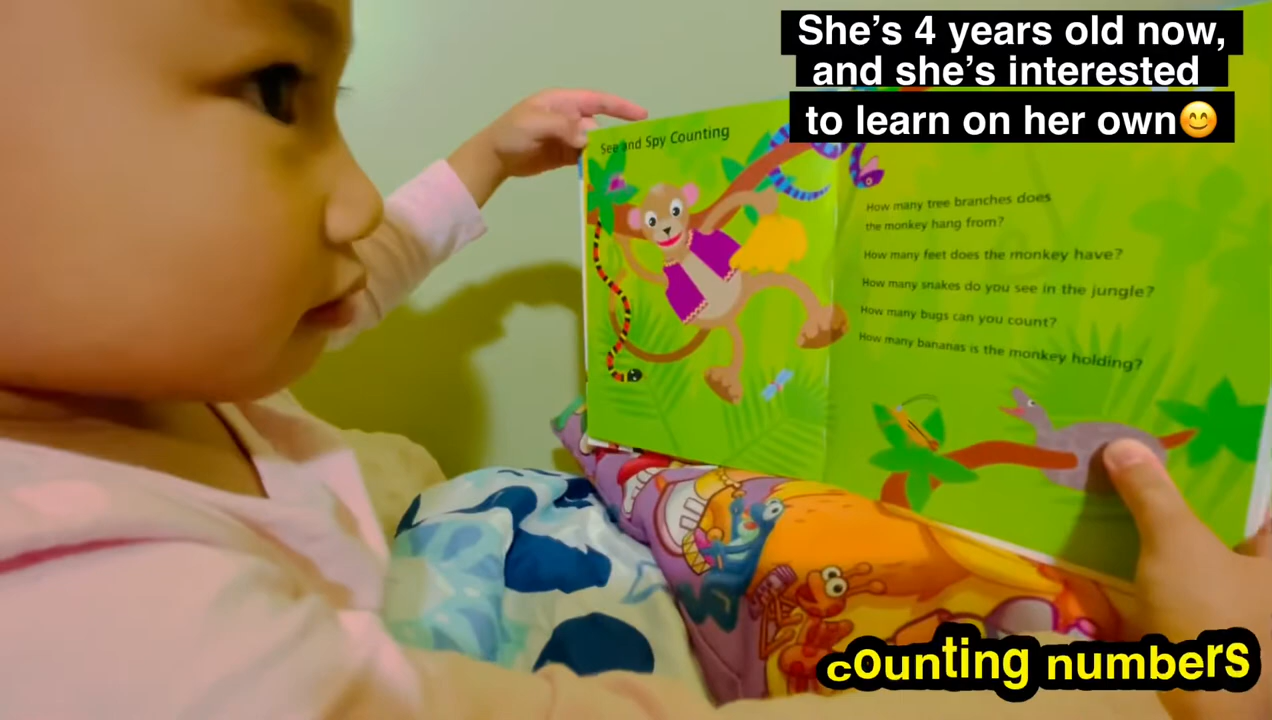 She's 4 years old now,
and she's interested
to learn on her own😊
See and Spy Counting
How many tree branches does
the monkey hang from?
How many feet does the monkey have?
How many snakes do you see in the jungle?
How many bugs can you count?
How many bananas is the monkey holding?
counting numbers